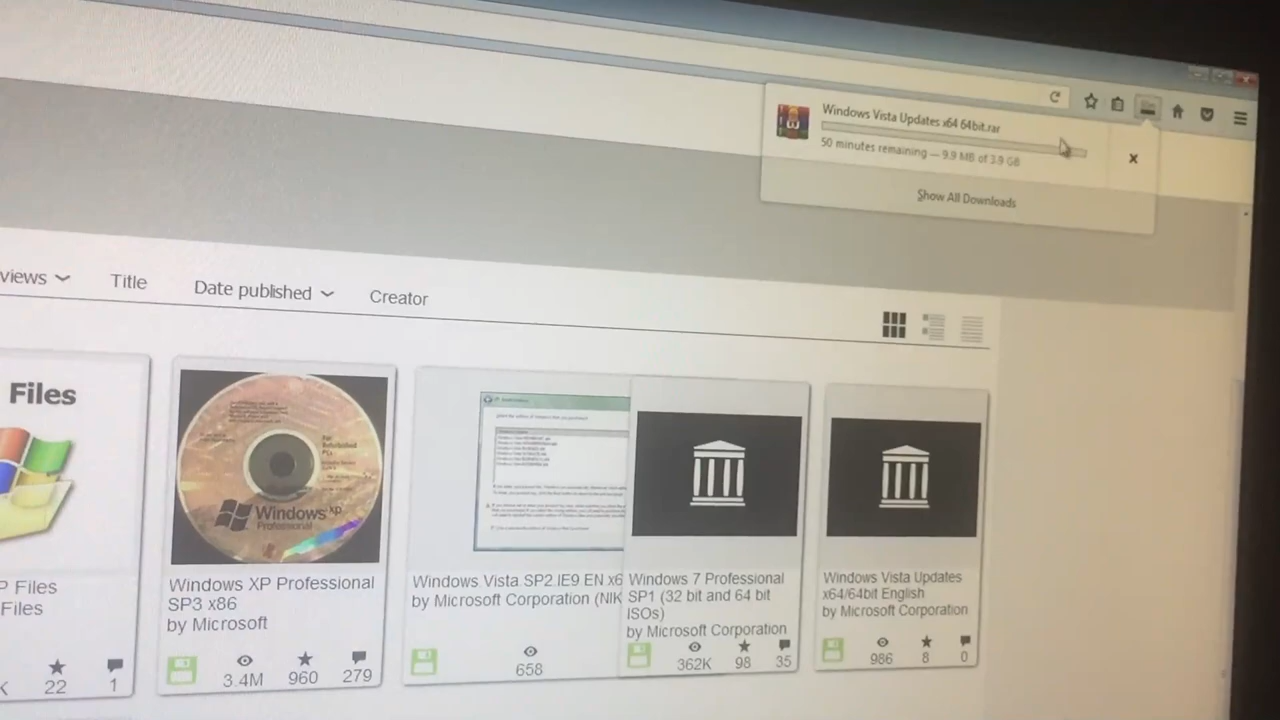 Windows Vista Updates x64 64bit.rar
50 minutes remaining — 9.9 MB of 3.9 GB
Show All Downloads
views
Title
Date published
Creator
Files
Windows xp
Professional
P Files
Files
K
22
1
Windows XP Professional
SP3 x86
by Microsoft
3.4M
960
279
Windows Vista SP2.IE9 EN x6
by Microsoft Corporation (NIK
658
Windows 7 Professional
SP1 (32 bit and 64 bit
ISOs)
by Microsoft Corporation
362K
98
35
Windows Vista Updates
x64/64bit English
by Microsoft Corporation
986
8
0